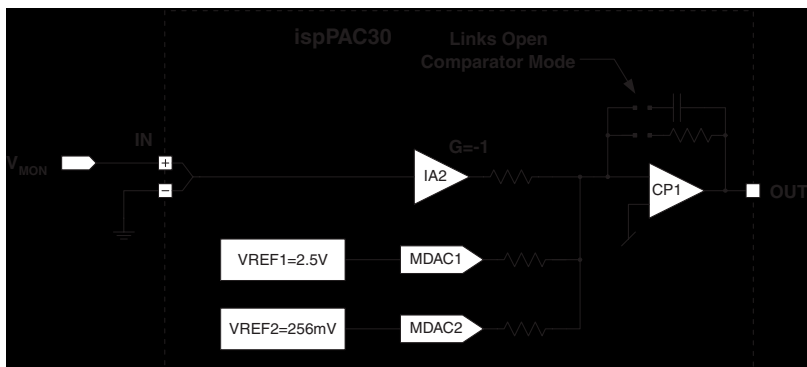 ispPAC30
Links Open
Comparator Mode
IN
VMON
+
−
G=-1
IA2
CP1
OUT
VREF1=2.5V
MDAC1
VREF2=256mV
MDAC2